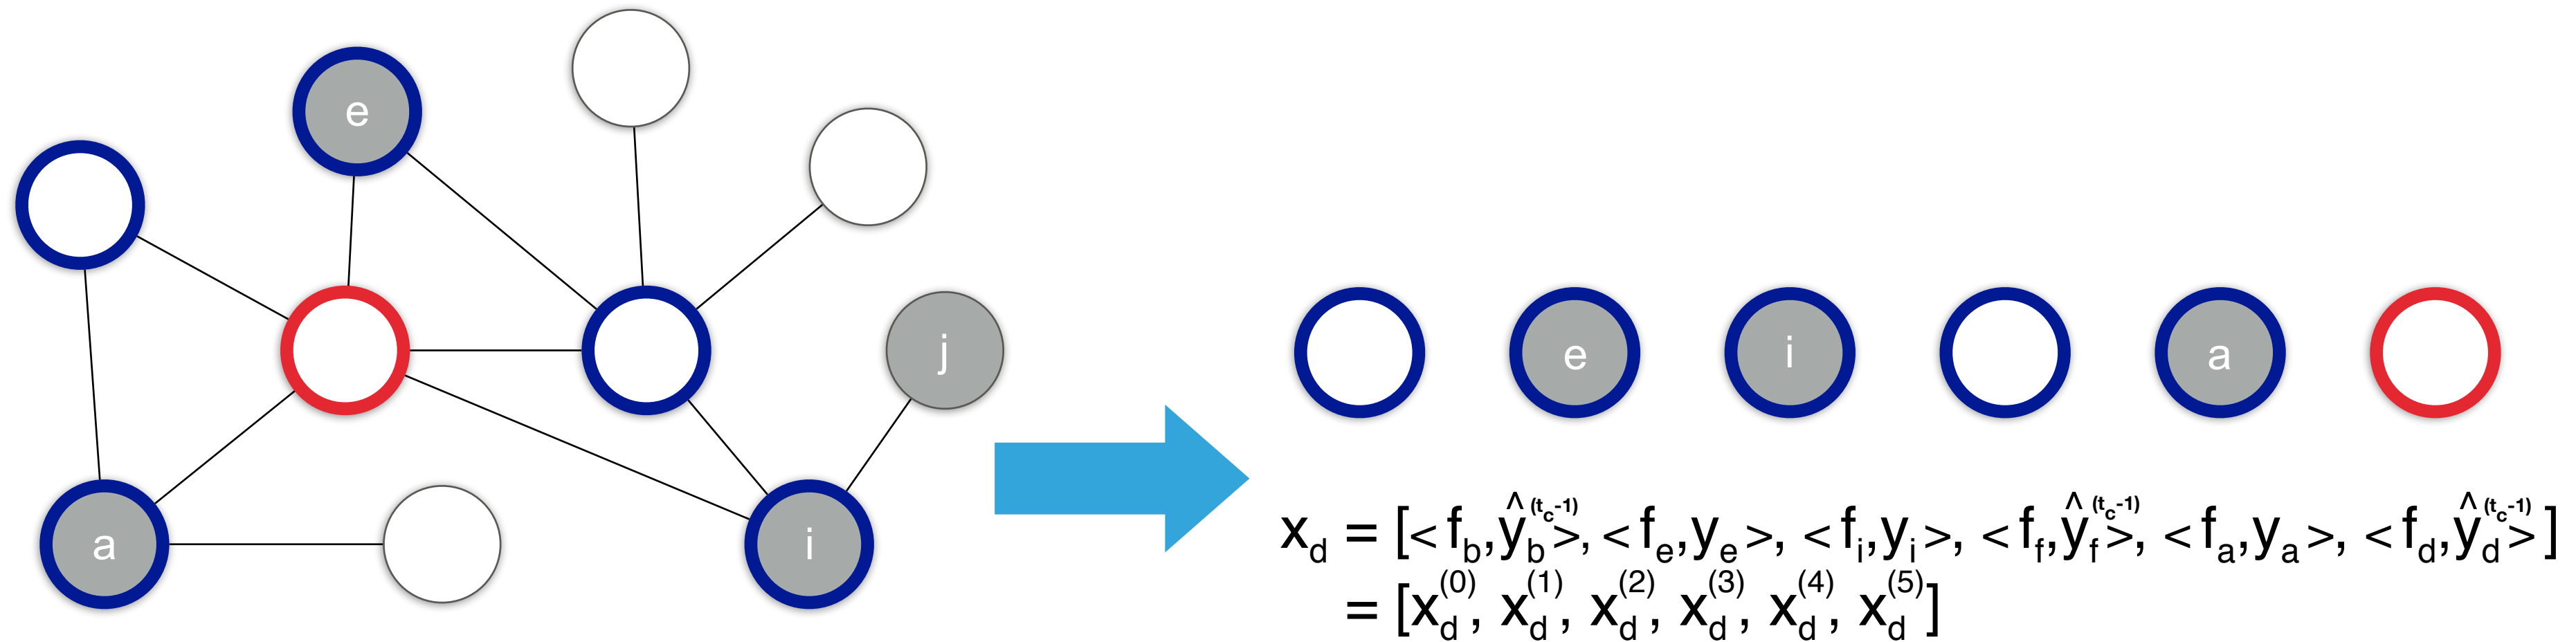 e
j
a
i
e
i
a
x_d = [<f_b, ŷ_b^(t_c-1)>, <f_e, y_e>, <f_i, y_i>, <f_f, ŷ_f^(t_c-1)>, <f_a, y_a>, <f_d, ŷ_d^(t_c-1)>]
= [x_d^(0), x_d^(1), x_d^(2), x_d^(3), x_d^(4), x_d^(5)]